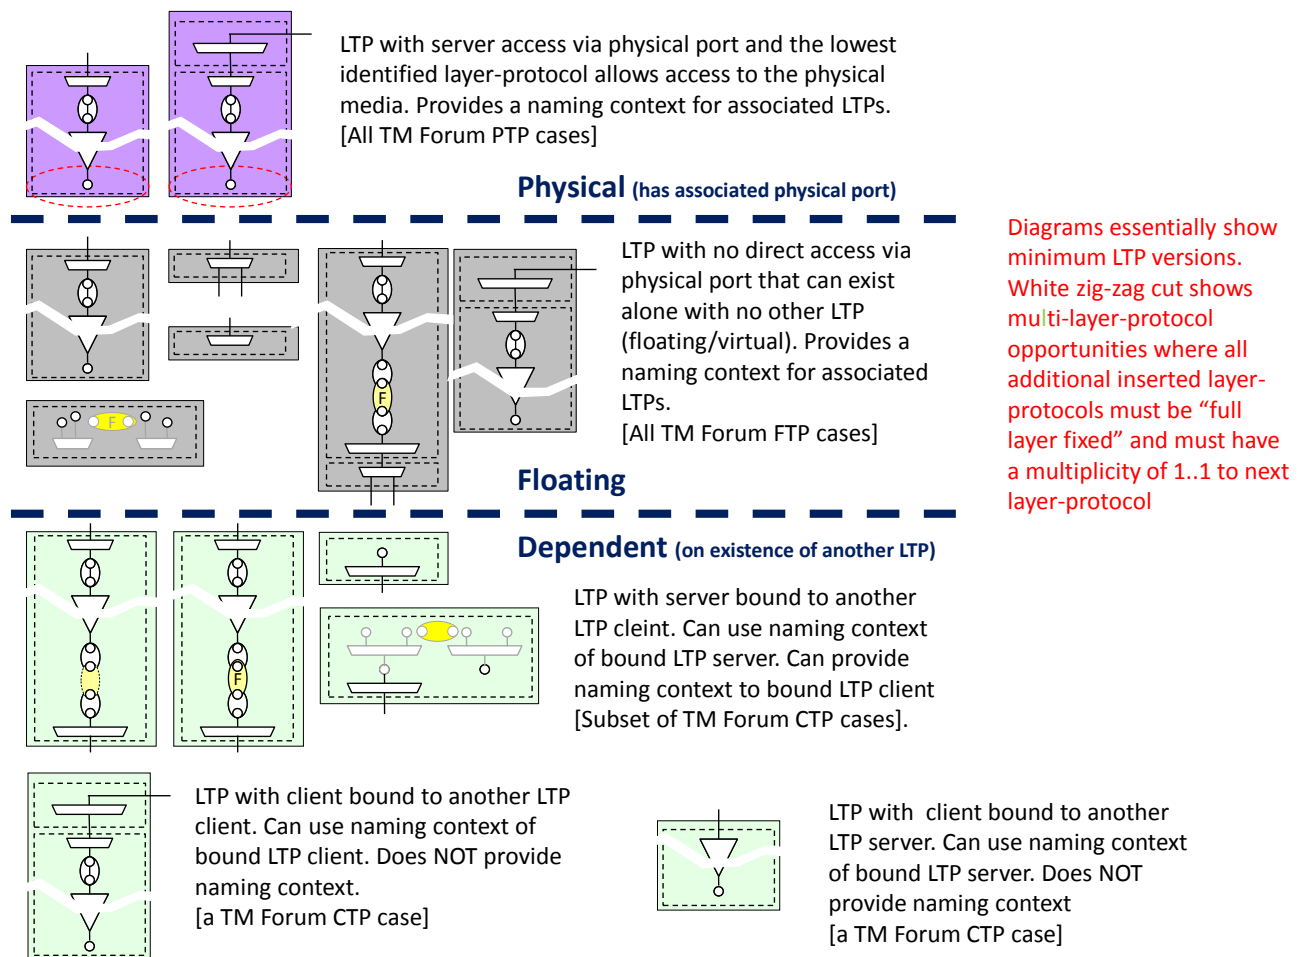 LTP with server access via physical port and the lowest
identified layer-protocol allows access to the physical
media. Provides a naming context for associated LTPs.
[All TM Forum PTP cases]
Physical (has associated physical port)
LTP with no direct access via
physical port that can exist
alone with no other LTP
(floating/virtual). Provides a
naming context for associated
LTPs.
[All TM Forum FTP cases]
F
F
Floating
Diagrams essentially show
minimum LTP versions.
White zig-zag cut shows
multi-layer-protocol
opportunities where all
additional inserted layer-
protocols must be “full
layer fixed” and must have
a multiplicity of 1..1 to next
layer-protocol
Dependent (on existence of another LTP)
LTP with server bound to another
LTP cleint. Can use naming context
of bound LTP server. Can provide
naming context to bound LTP client
[Subset of TM Forum CTP cases].
F
LTP with client bound to another LTP
client. Can use naming context of
bound LTP client. Does NOT provide
naming context.
[a TM Forum CTP case]
LTP with  client bound to another
LTP server. Can use naming context
of bound LTP server. Does NOT
provide naming context
[a TM Forum CTP case]